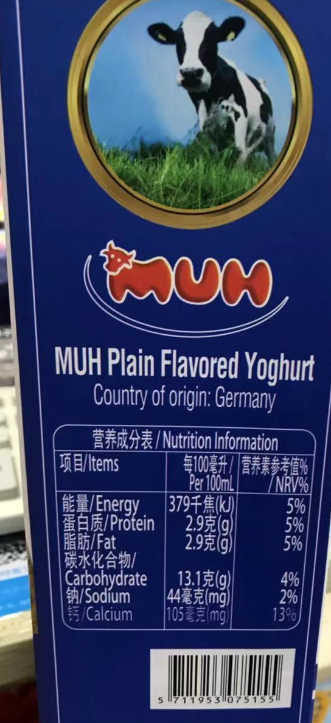 MUH
MUH Plain Flavored Yoghurt
Country of origin: Germany
营养成分表/Nutrition Information
项目/Items 每100毫升/ Per 100mL 营养素参考值% /NRV%
能量/Energy 379千焦(kJ) 5%
蛋白质/Protein 2.9克(g) 5%
脂肪/Fat 2.9克(g) 5%
碳水化合物/
Carbohydrate 13.1克(g) 4%
钠/Sodium 44毫克(mg) 2%
钙/Calcium 105毫克(mg) 13%
5 711953 075155